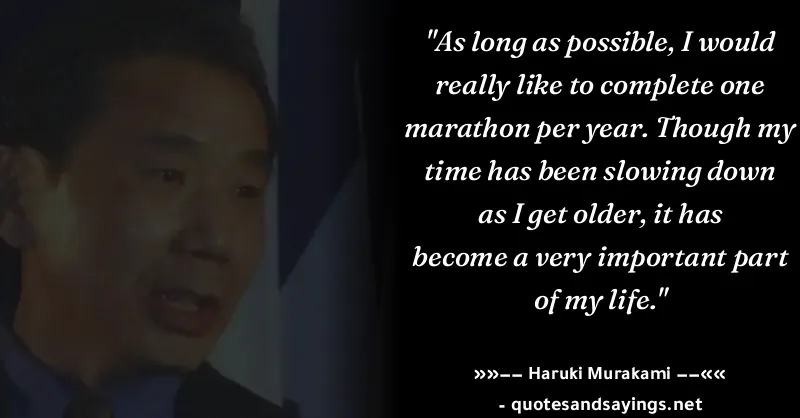 "As long as possible, I would
really like to complete one
marathon per year. Though my
time has been slowing down
as I get older, it has
become a very important part
of my life."
»»−− Haruki Murakami −−««
- quotesandsayings.net